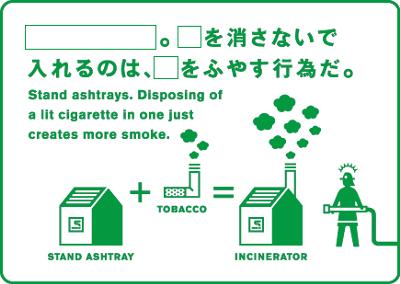 。 を消さないで
入れるのは、 をふやす行為だ。
Stand ashtrays. Disposing of
a lit cigarette in one just
creates more smoke.
TOBACCO
STAND ASHTRAY
INCINERATOR